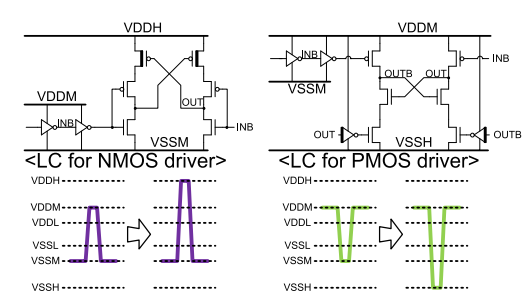 VDDH
VDDM
INB
OUT
INB
VSSM
<LC for NMOS driver>
VDDM
INB
INB
VSSM
OUTB
OUT
OUT
OUTB
VSSH
<LC for PMOS driver>
VDDH
VDDM
VDDL
VSSL
VSSM
VSSH
VDDH
VDDM
VDDL
VSSL
VSSM
VSSH